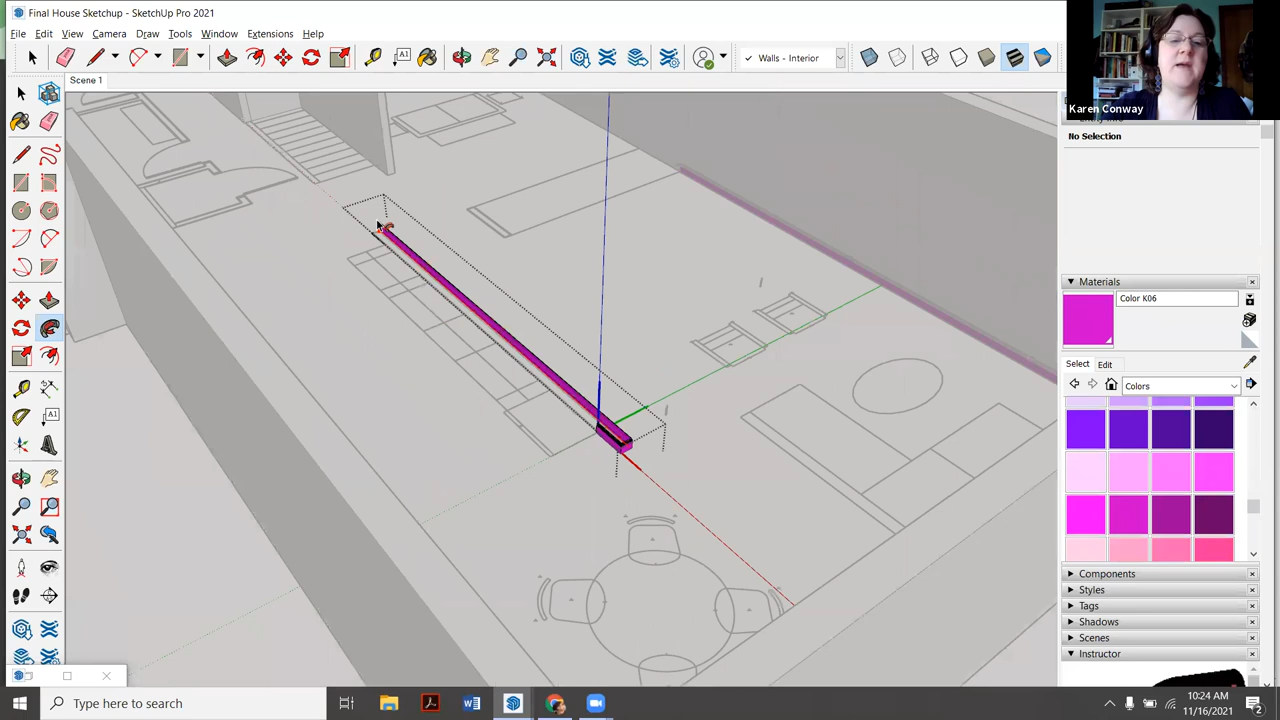 Final House Sketchup - SketchUp Pro 2021
File Edit View Camera Draw Tools Window Extensions Help
Walls - Interior
Scene 1
Karen Conway
No Selection
Materials
Color K06
Select Edit
Colors
Components
Styles
Tags
Shadows
Scenes
Instructor
Type here to search
10:24 AM
11/16/2021
2